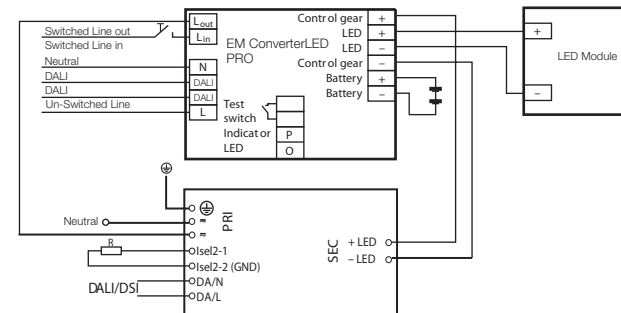 Switched Line out
Switched Line in
Neutral
DALI
DALI
Un-Switched Line
Lout
Lin
N
DALI
DALI
L
EM ConverterLED
PRO
Test
switch
Indicator
LED
P
O
Control gear +
LED +
LED –
Control gear –
Battery +
Battery –
+
–
LED Module
Neutral
R
DALI/DSI
PRI
Isel2-1
Isel2-2 (GND)
DA/N
DA/L
SEC
+ LED
– LED